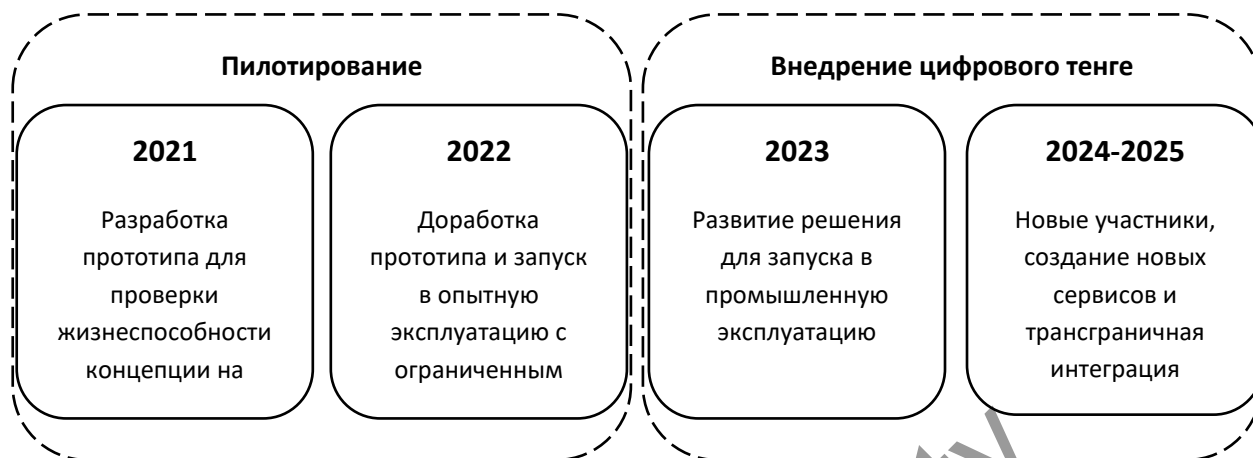 Пилотирование
2021
Разработка
прототипа для
проверки
жизнеспособности
концепции на
2022
Доработка
прототипа и запуск
в опытную
эксплуатацию с
ограниченным
Внедрение цифрового тенге
2023
Развитие решения
для запуска в
промышленную
эксплуатацию
2024-2025
Новые участники,
создание новых
сервисов и
трансграничная
интеграция